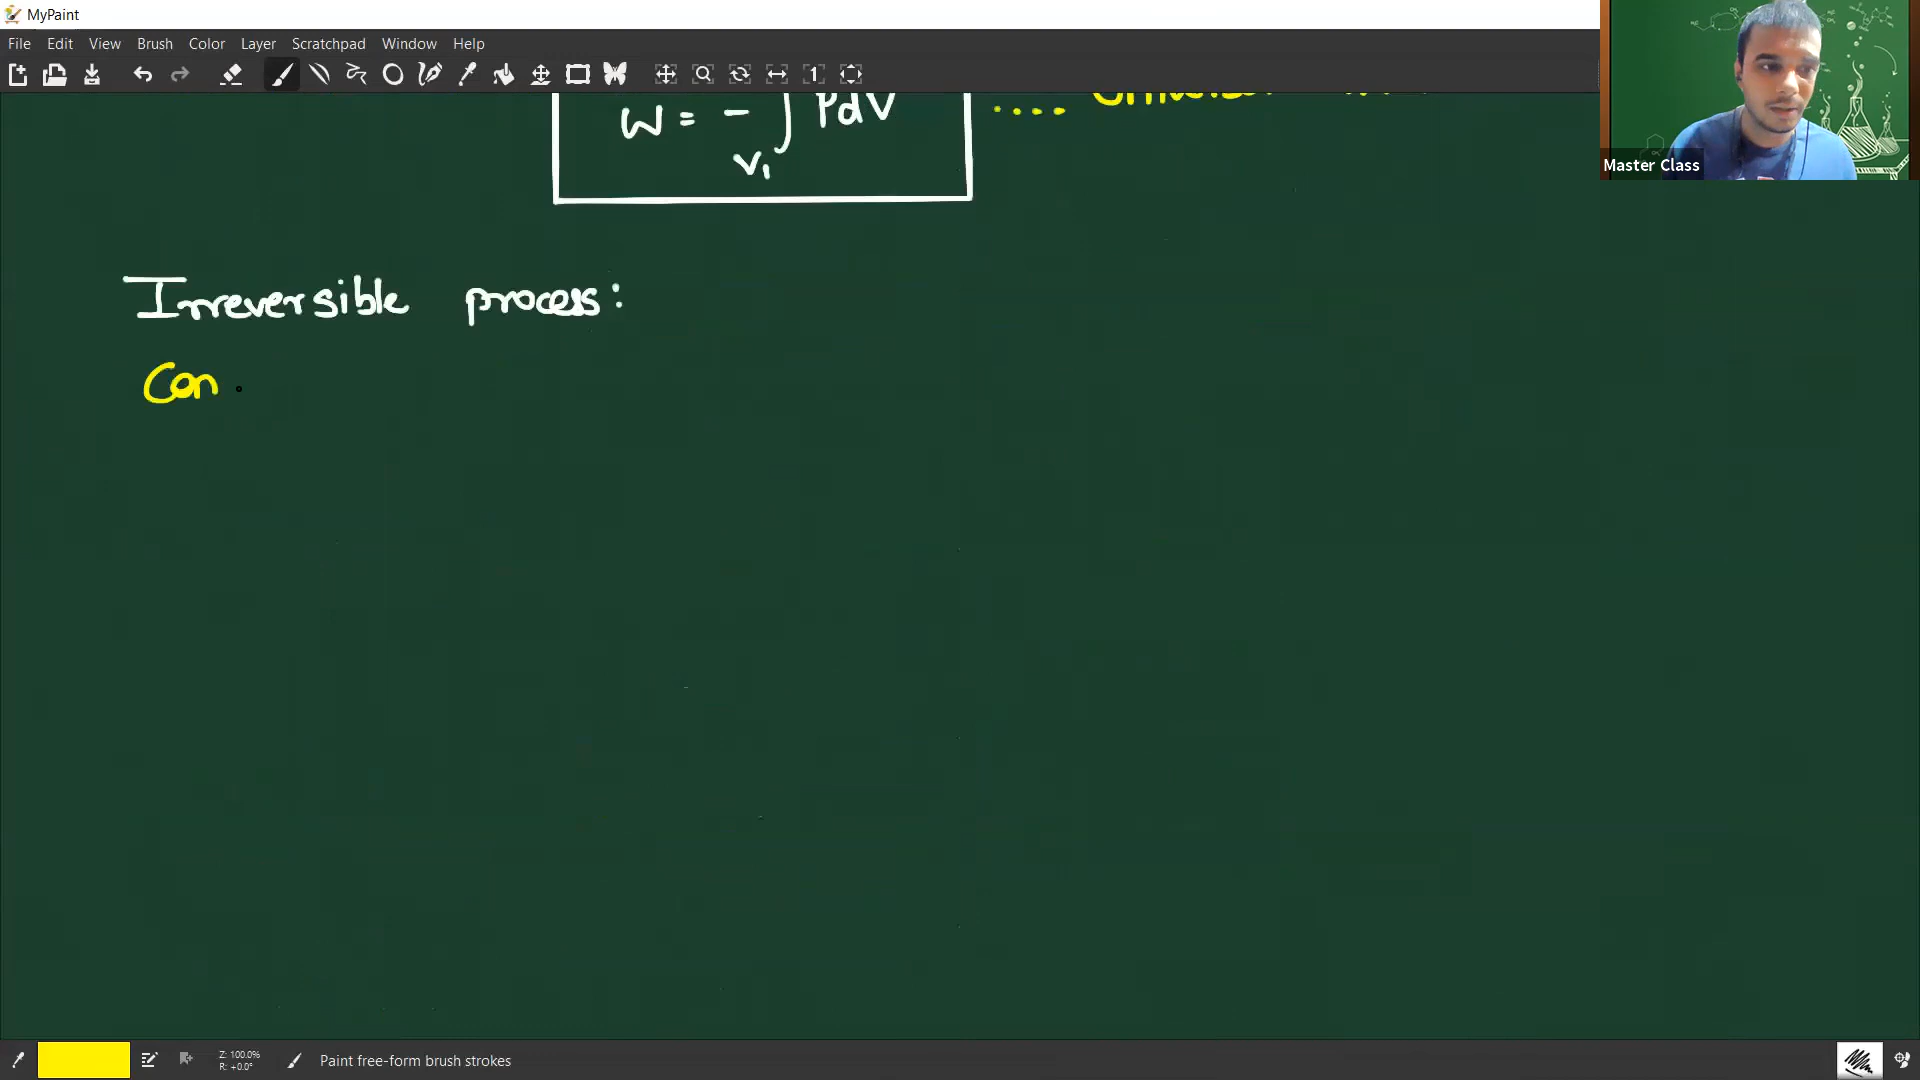 MyPaint
File Edit View Brush Color Layer Scratchpad Window Help
1
W = - ∫ PdV
V₁
....
Master Class
Irreversible process:
Con
Z: 100.0%
R: +0.0°
Paint free-form brush strokes